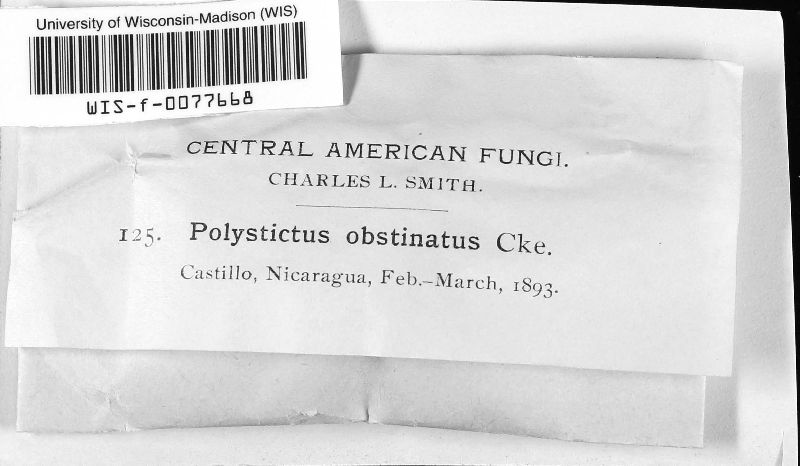 University of Wisconsin-Madison (WIS)
WIS-f-0077668
CENTRAL AMERICAN FUNGI.
CHARLES L. SMITH.
125. Polystictus obstinatus Cke.
Castillo, Nicaragua, Feb.–March, 1893.